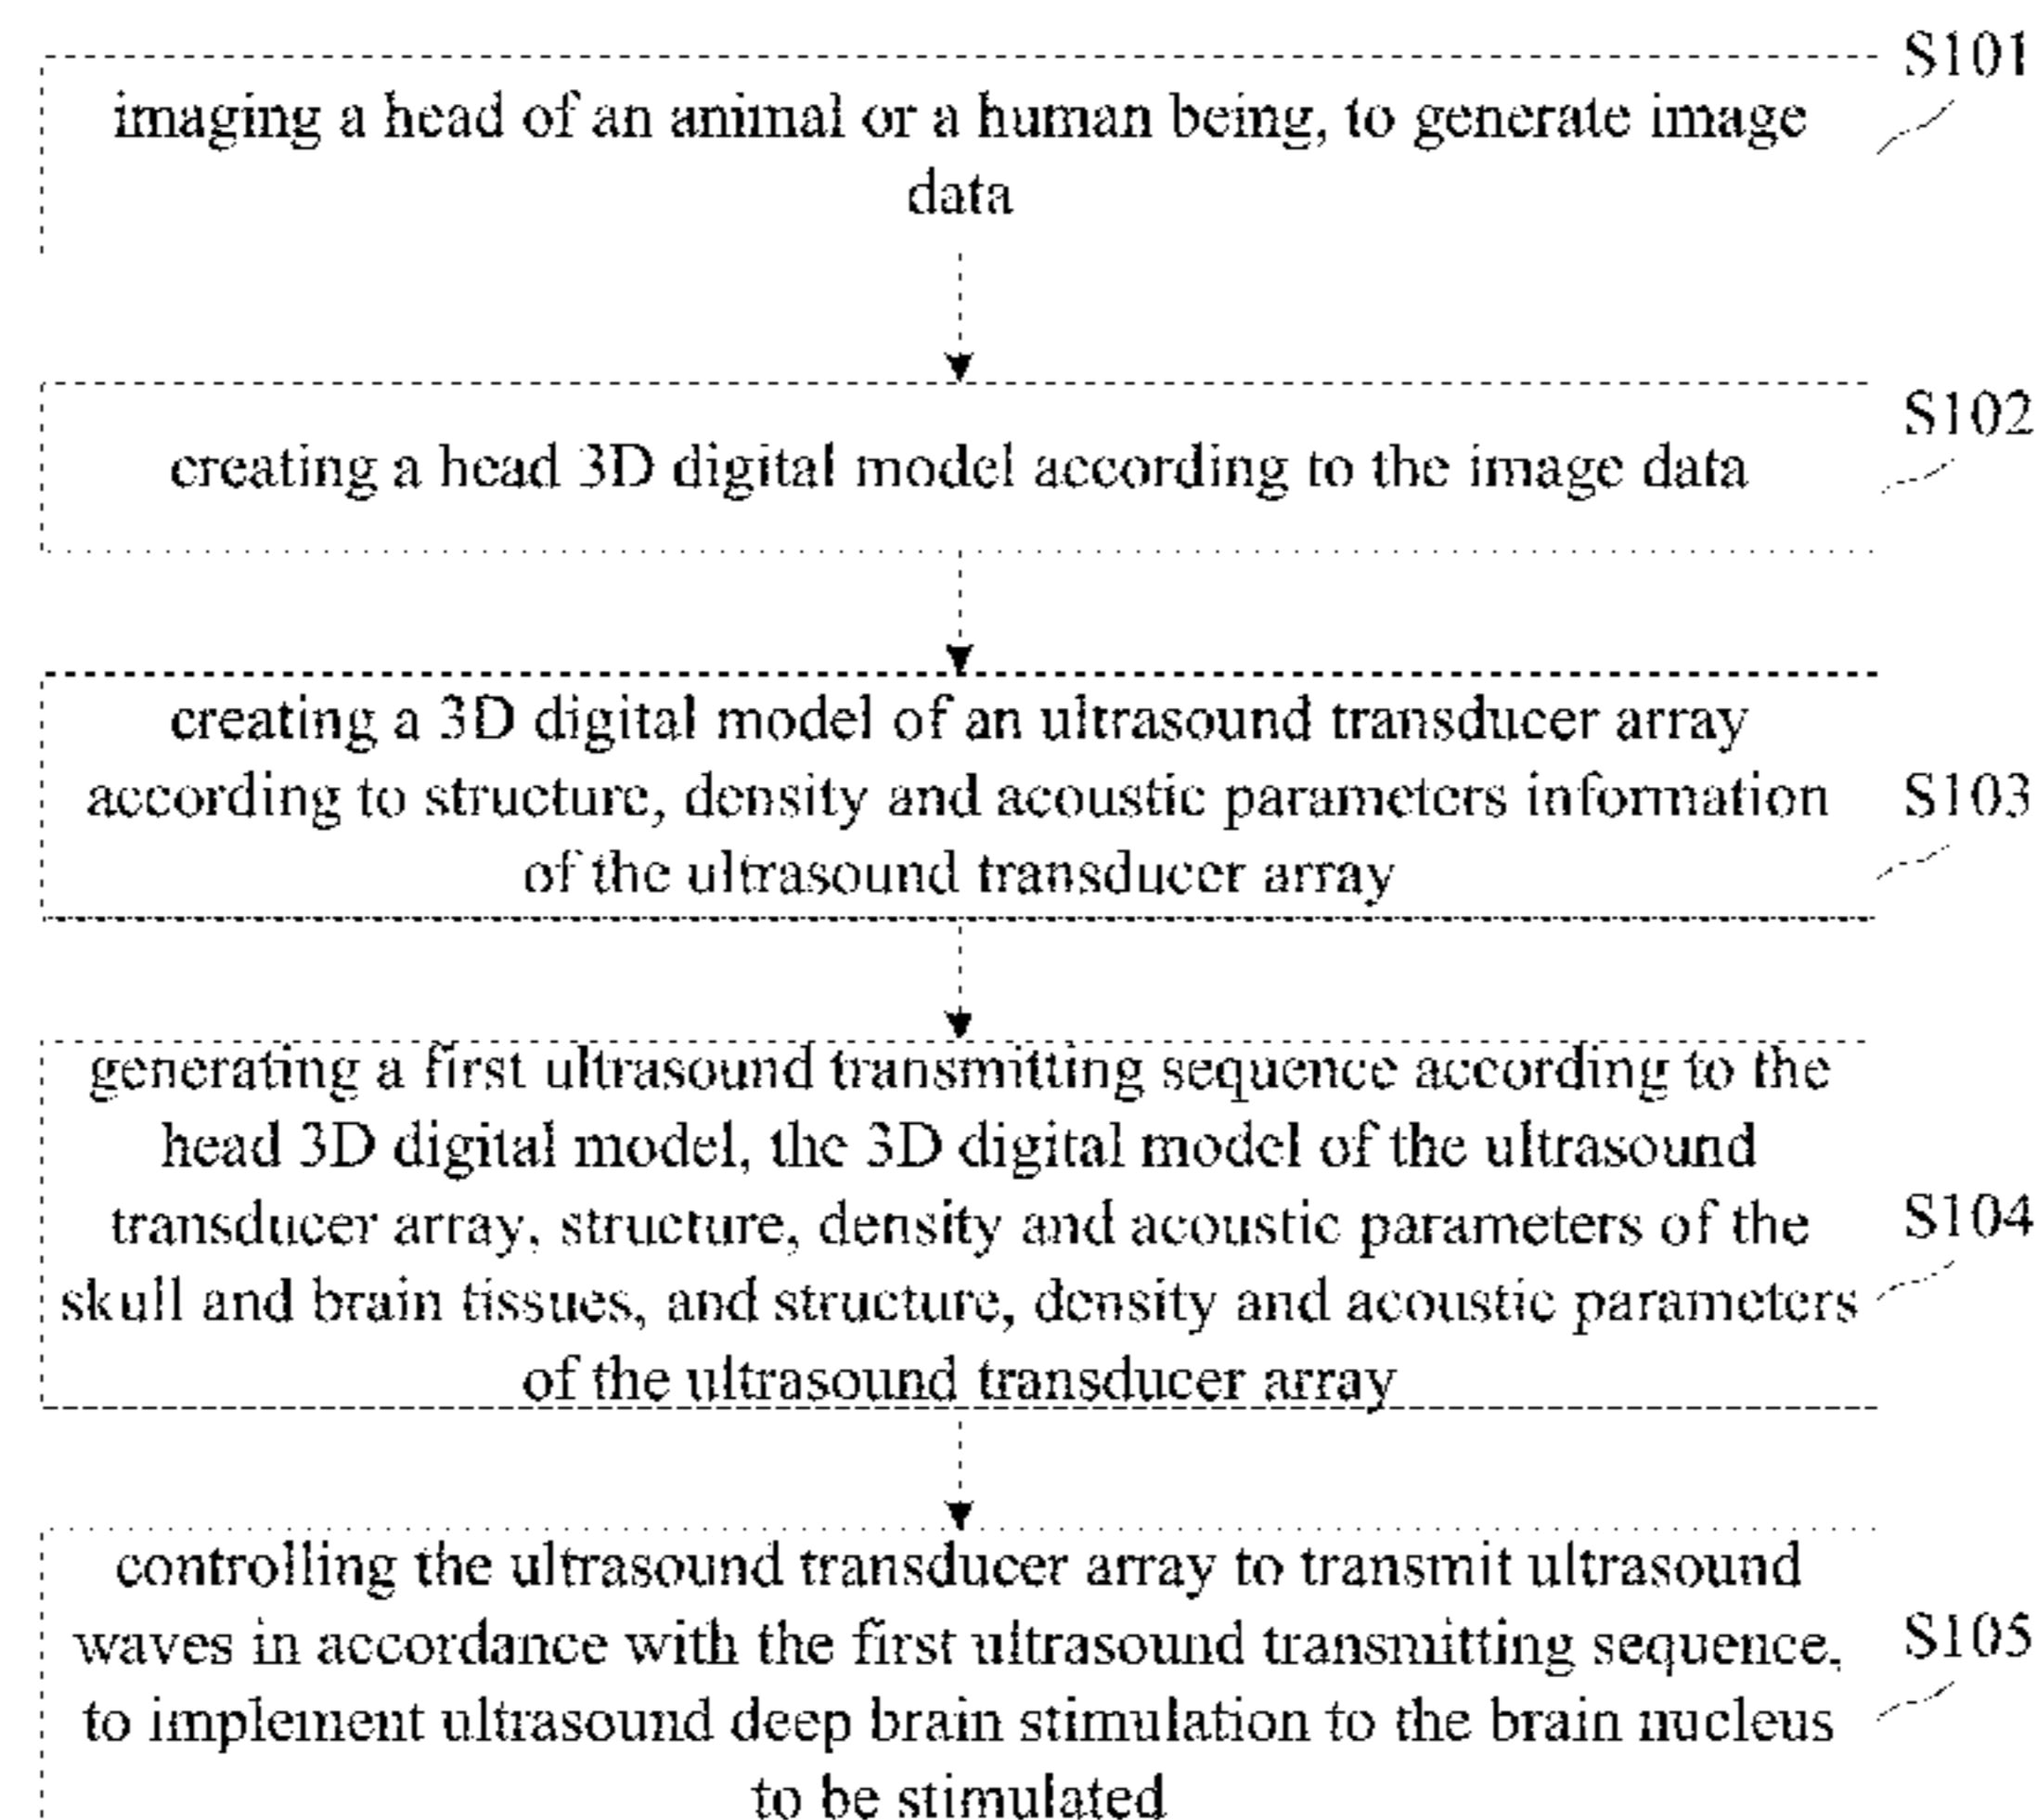 S101
imaging a head of an animal or a human being, to generate image
data
S102
creating a head 3D digital model according to the image data
creating a 3D digital model of an ultrasound transducer array
according to structure, density and acoustic parameters information
of the ultrasound transducer array
S103
generating a first ultrasound transmitting sequence according to the
head 3D digital model, the 3D digital model of the ultrasound
transducer array, structure, density and acoustic parameters of the
skull and brain tissues, and structure, density and acoustic parameters
of the ultrasound transducer array
S104
controlling the ultrasound transducer array to transmit ultrasound
waves in accordance with the first ultrasound transmitting sequence,
to implement ultrasound deep brain stimulation to the brain nucleus
to be stimulated
S105